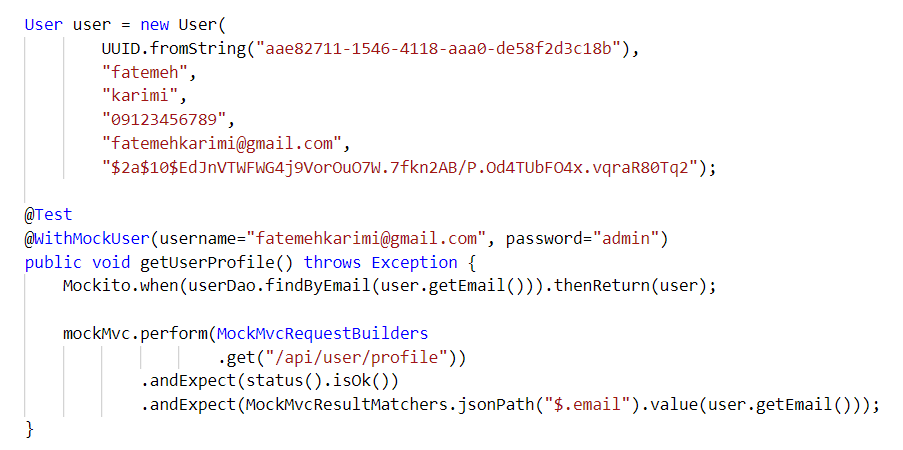 User user = new User(
UUID.fromString("aae82711-1546-4118-aaa0-de58f2d3c18b"),
"fatemeh",
"karimi",
"09123456789",
"fatemehkarimi@gmail.com",
"$2a$10$EdJnVTWFWG4j9VorOuO7W.7fkn2AB/P.Od4TUbFO4x.vqraR80Tq2");
@Test
@WithMockUser(username="fatemehkarimi@gmail.com", password="admin")
public void getUserProfile() throws Exception {
Mockito.when(userDao.findByEmail(user.getEmail())).thenReturn(user);
mockMvc.perform(MockMvcRequestBuilders
.get("/api/user/profile"))
.andExpect(status().isOk())
.andExpect(MockMvcResultMatchers.jsonPath("$.email").value(user.getEmail()));
}